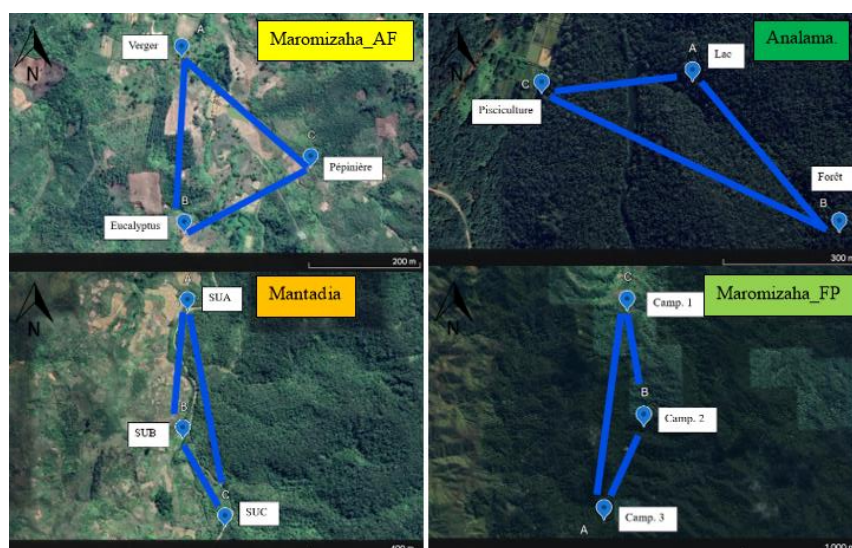 A
Verger
Maromizaha_AF
N
C
Pépinière
B
Eucalyptus
200 m
Analama.
A
Lac
C
Pisciculture
N
Forêt
B
300 m
A
SUA
Mantadia
N
B
SUB
C
SUC
C
Camp. 1
Maromizaha_FP
N
B
Camp. 2
A
Camp. 3